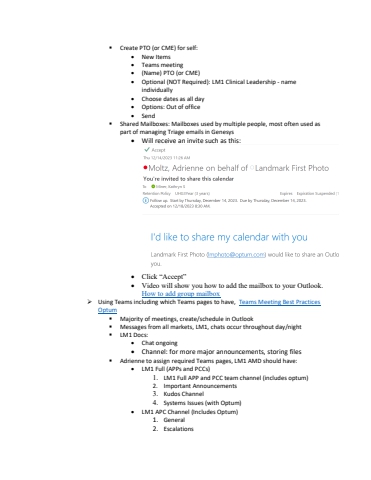 Create PTO (or CME) for self:
New Items
Teams meeting
(Name) PTO (or CME)
Optional (NOT Required): LM1 Clinical Leadership - name
individually
Choose dates as all day
Options: Out of office
Send
Shared Mailboxes: Mailboxes used by multiple people, most often used as
part of managing Triage emails in Genesys
Will receive an invite such as this:
Accept
Thu 12/14/2023 11:26 AM
Moltz, Adrienne on behalf of Landmark First Photo
You're invited to share this calendar
To
Retention Policy UHG3Year (3 years) Expires Expiration Suspended
Follow up. Start by Thursday, December 14, 2023. Due by Thursday, December 14, 2023.
Accepted on 12/18/2023 8:30 AM.
I'd like to share my calendar with you
Landmark First Photo (lmphoto@optum.com) would like to share an Outlo
you.
Click “Accept”
Video will show you how to add the mailbox to your Outlook.
How to add group mailbox
Using Teams including which Teams pages to have, Teams Meeting Best Practices
Optum
Majority of meetings, create/schedule in Outlook
Messages from all markets, LM1, chats occur throughout day/night
LM1 Docs:
Chat ongoing
Channel: for more major announcements, storing files
Adrienne to assign required Teams pages, LM1 AMD should have:
LM1 Full (APPs and PCCs)
1. LM1 Full APP and PCC team channel (includes optum)
2. Important Announcements
3. Kudos Channel
4. Systems Issues (with Optum)
LM1 APC Channel (Includes Optum)
1. General
2. Escalations